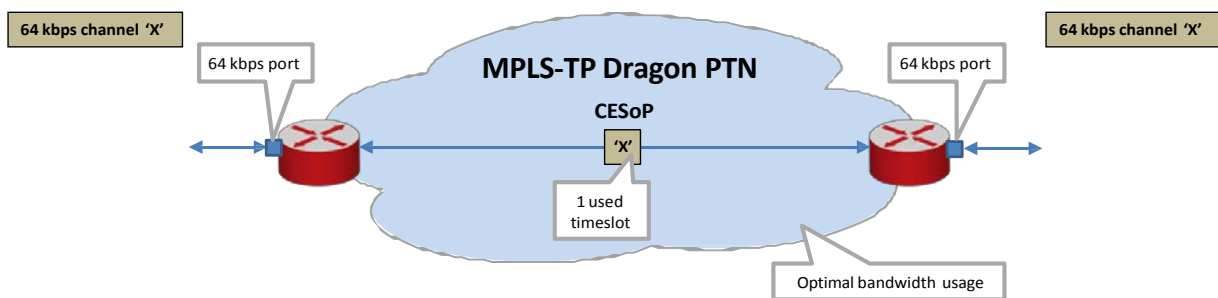 64 kbps channel ‘X’
64 kbps channel ‘X’
64 kbps port
MPLS-TP Dragon PTN
64 kbps port
CESoP
‘X’
1 used
timeslot
Optimal bandwidth usage